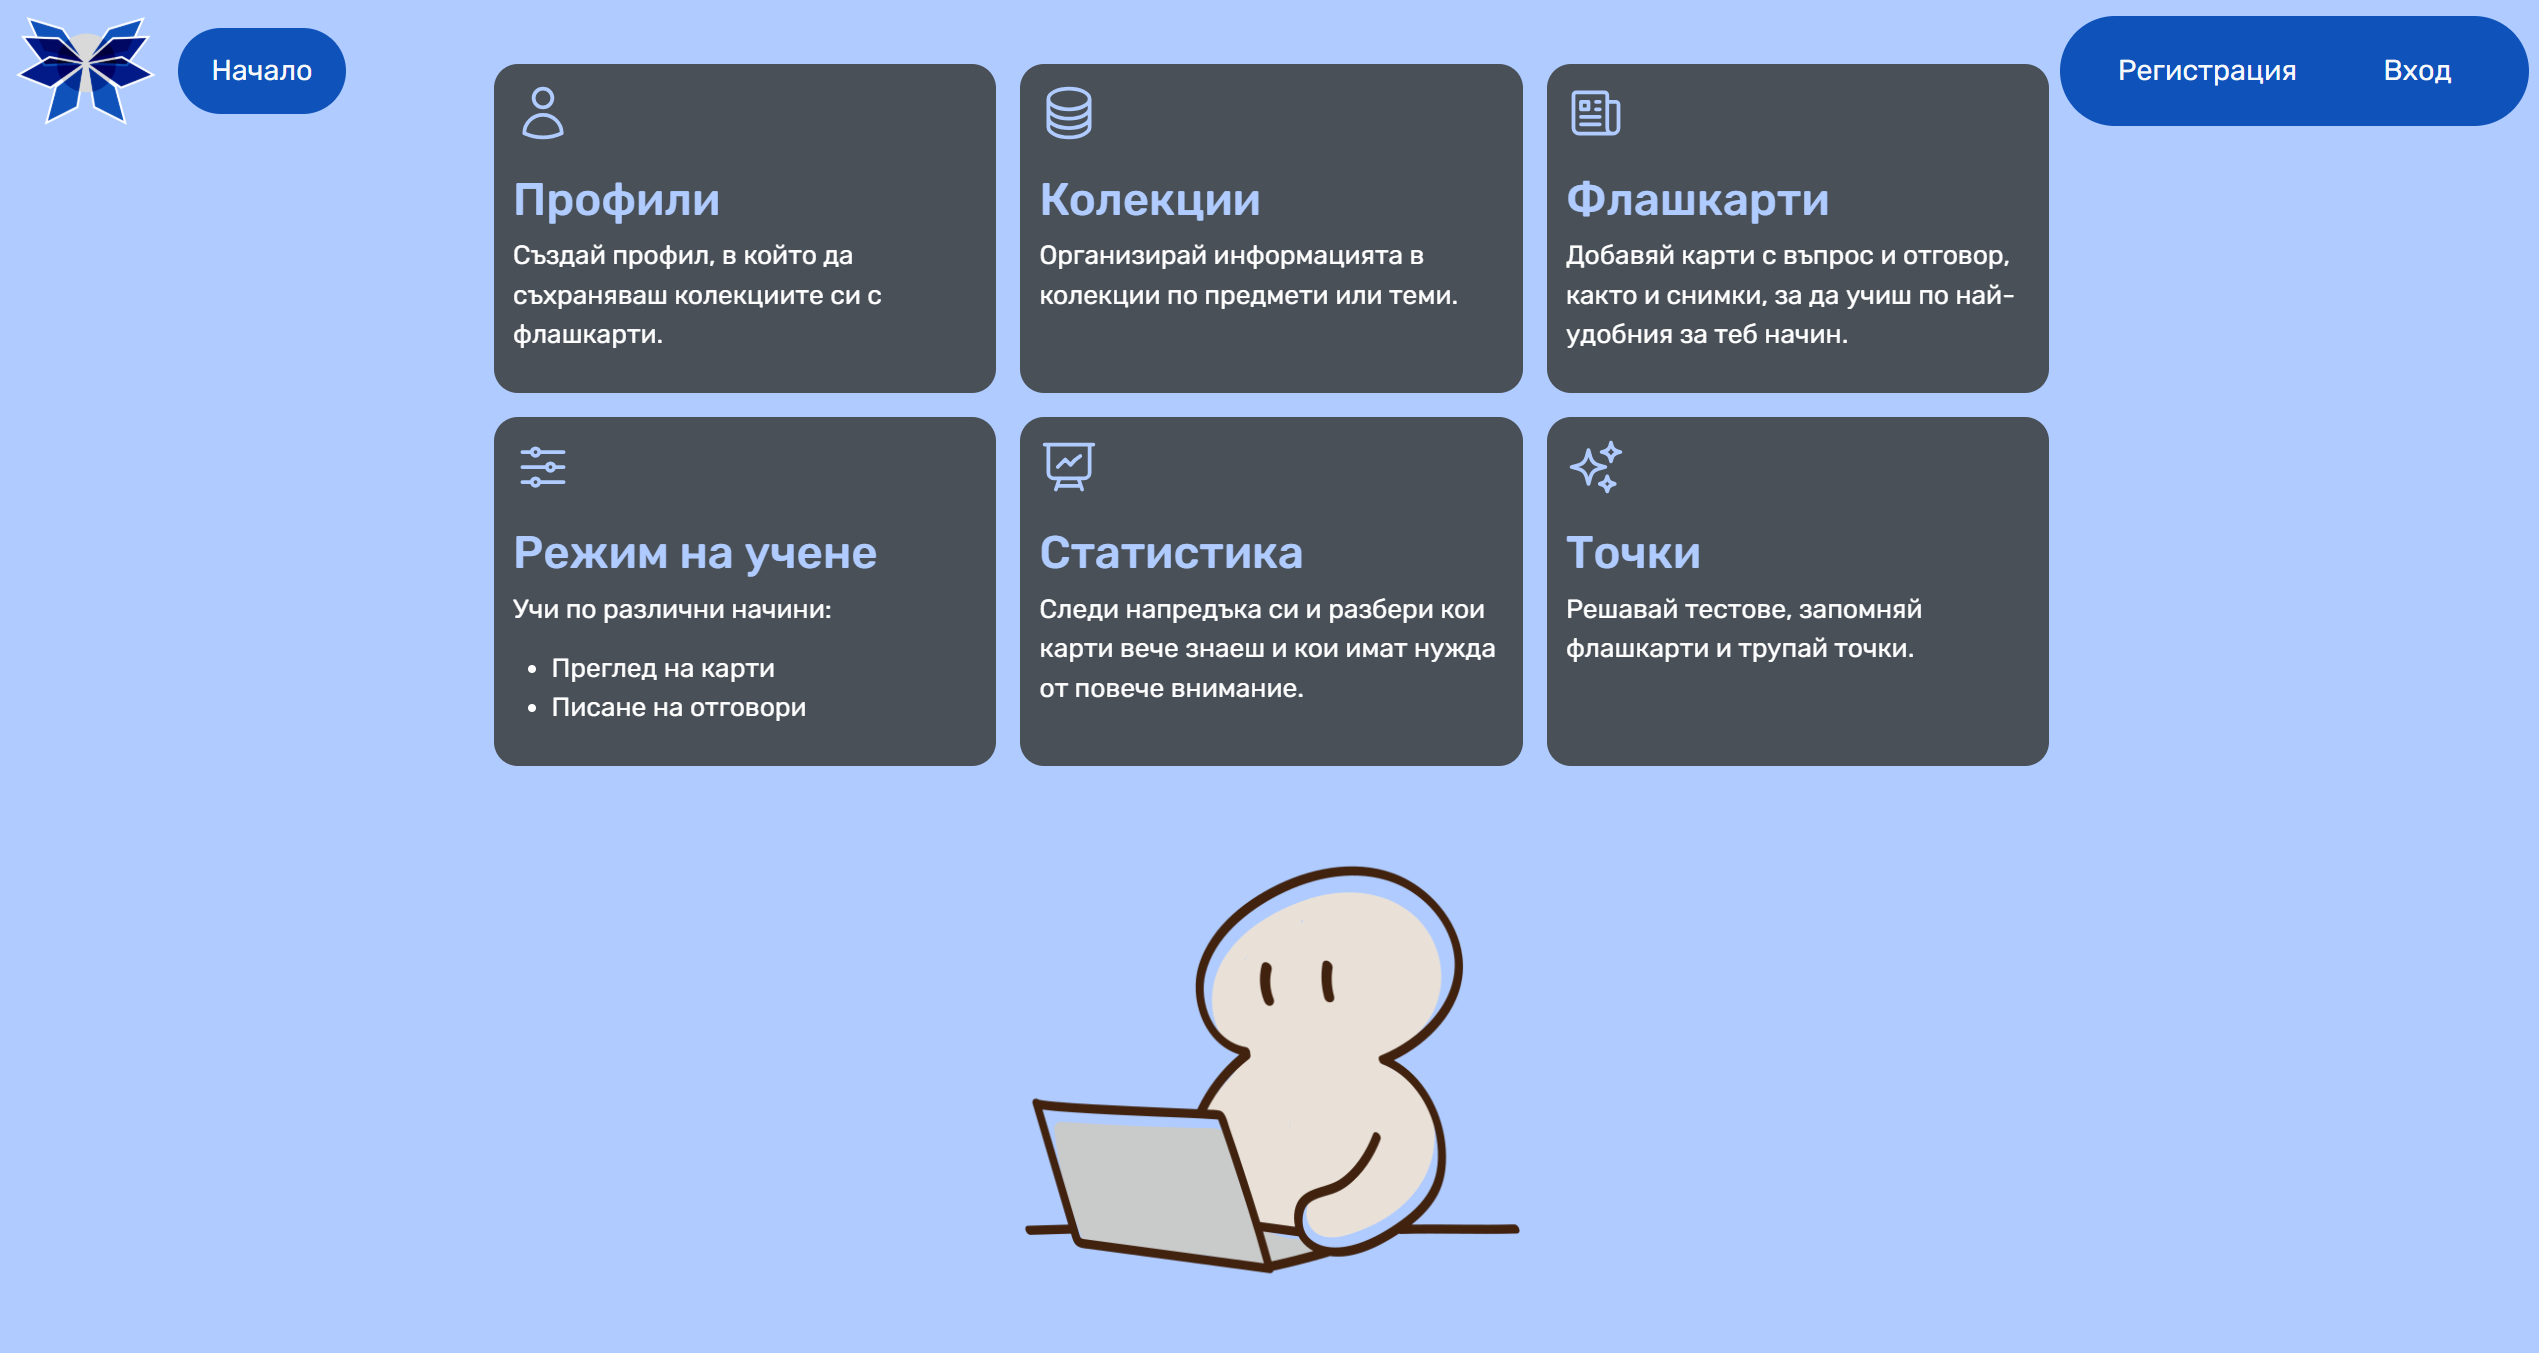 Начало
Регистрация
Вход
Профили
Създай профил, в който да
съхраняваш колекциите си с
флашкарти.
Колекции
Организирай информацията в
колекции по предмети или теми.
Флашкарти
Добавяй карти с въпрос и отговор,
както и снимки, за да учиш по най-
удобния за теб начин.
Режим на учене
Учи по различни начини:
• Преглед на карти
• Писане на отговори
Статистика
Следи напредъка си и разбери кои
карти вече знаеш и кои имат нужда
от повече внимание.
Точки
Решавай тестове, запомняй
флашкарти и трупай точки.